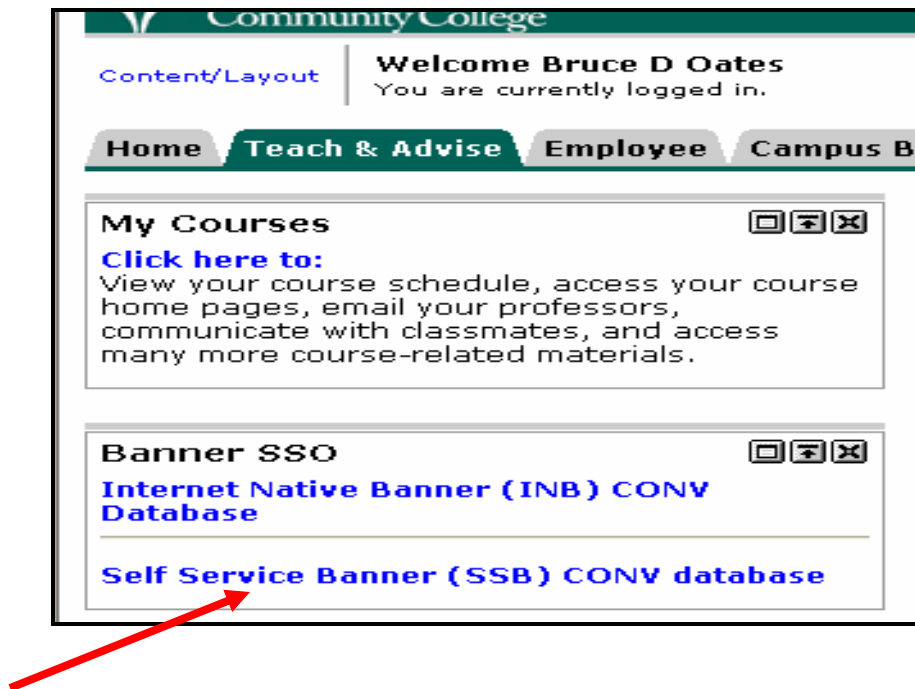 Community College
Content/Layout
Welcome Bruce D Oates
You are currently logged in.
Home Teach & Advise Employee Campus B
My Courses
Click here to:
View your course schedule, access your course
home pages, email your professors,
communicate with classmates, and access
many more course-related materials.
Banner SSO
Internet Native Banner (INB) CONV
Database
Self Service Banner (SSB) CONV database